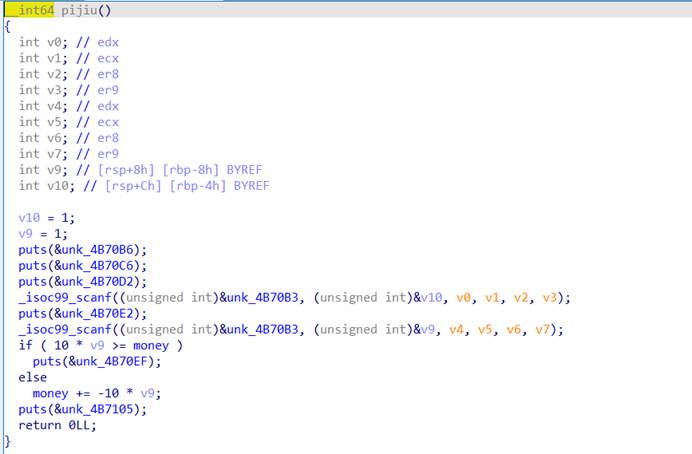 __int64 pijiu()
{
int v0; // edx
int v1; // ecx
int v2; // er8
int v3; // er9
int v4; // edx
int v5; // ecx
int v6; // er8
int v7; // er9
int v9; // [rsp+8h] [rbp-8h] BYREF
int v10; // [rsp+Ch] [rbp-4h] BYREF
v10 = 1;
v9 = 1;
puts(&unk_4B70B6);
puts(&unk_4B70C6);
puts(&unk_4B70D2);
_isoc99_scanf((unsigned int)&unk_4B70B3, (unsigned int)&v10, v0, v1, v2, v3);
puts(&unk_4B70E2);
_isoc99_scanf((unsigned int)&unk_4B70B3, (unsigned int)&v9, v4, v5, v6, v7);
if ( 10 * v9 >= money )
puts(&unk_4B70EF);
else
money += -10 * v9;
puts(&unk_4B7105);
return 0LL;
}